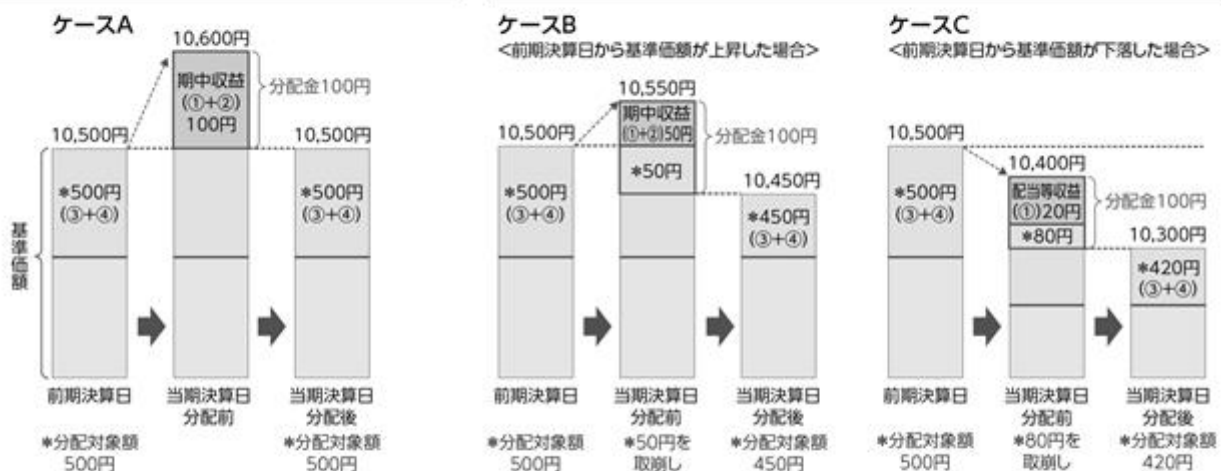 ケースA
10,600円
期中収益
(①+②)
100円
分配金100円
10,500円
10,500円
*500円
(③+④)
*500円
(③+④)
基準価額
前期決算日
当期決算日
分配前
当期決算日
分配後
*分配対象額
500円
*分配対象額
500円
ケースB
<前期決算日から基準価額が上昇した場合>
10,550円
期中収益
(①+②)50円
分配金100円
10,500円
*500円
(③+④)
*50円
10,450円
*450円
(③+④)
前期決算日
当期決算日
分配前
当期決算日
分配後
*分配対象額
500円
*50円を
取崩し
*分配対象額
450円
ケースC
<前期決算日から基準価額が下落した場合>
10,500円
10,400円
*500円
(③+④)
配当等収益
(①)20円
分配金100円
*80円
10,300円
*420円
(③+④)
前期決算日
当期決算日
分配前
当期決算日
分配後
*分配対象額
500円
*80円を
取崩し
*分配対象額
420円